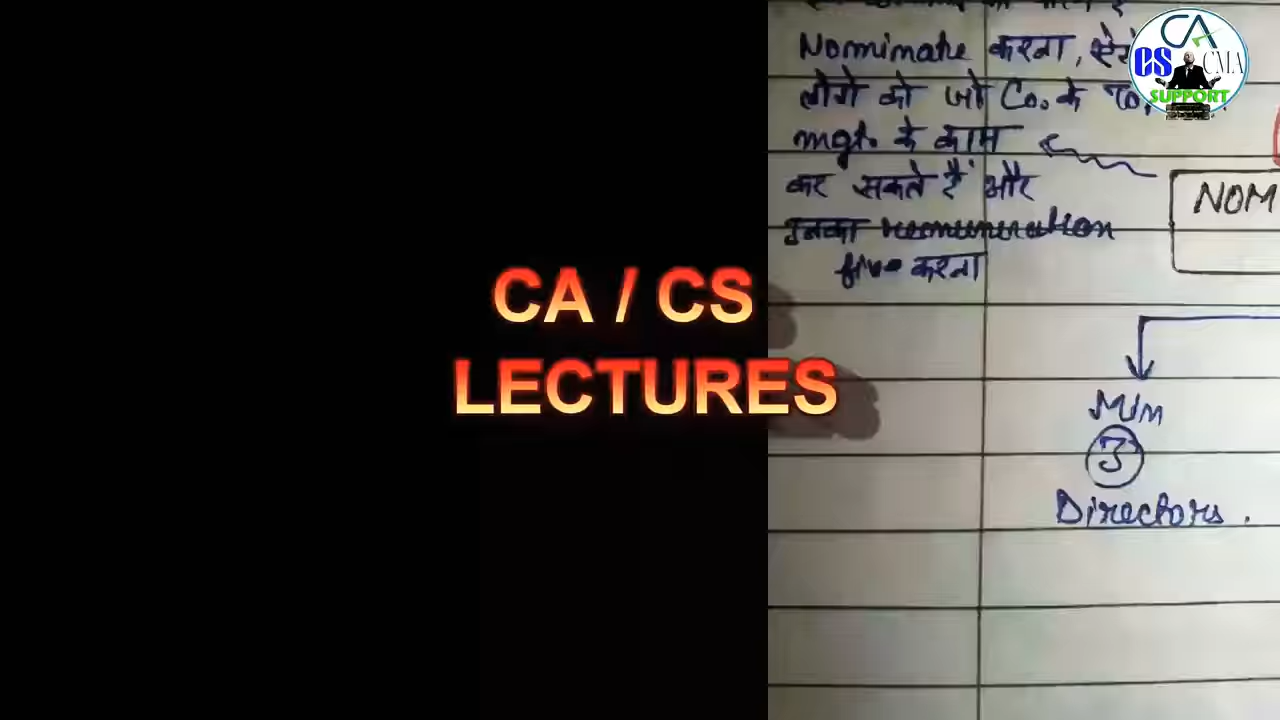 CA / CS
LECTURES
Nominate करना, ऐसे
लोगो को जो Co. के To
mgt. के काम
कर सकते हैं और
उनका remuneration
fix करना
NOM
Min
3
Directors.
CA
CS
CMA
SUPPORT